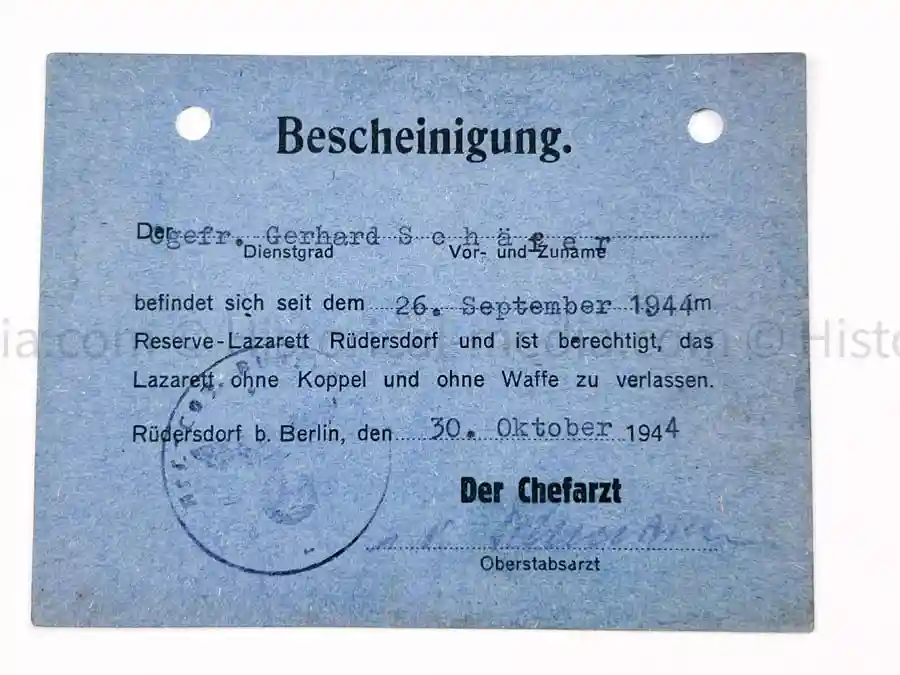 Bescheinigung.
Der Ogefr. Gerhard Schäfer
Dienstgrad Vor- und Zuname
befindet sich seit dem 26. September 1944 im
Reserve-Lazarett Rüdersdorf und ist berechtigt, das
Lazarett ohne Koppel und ohne Waffe zu verlassen.
Rüdersdorf b. Berlin, den 30. Oktober 1944
Der Chefarzt
Oberstabsarzt